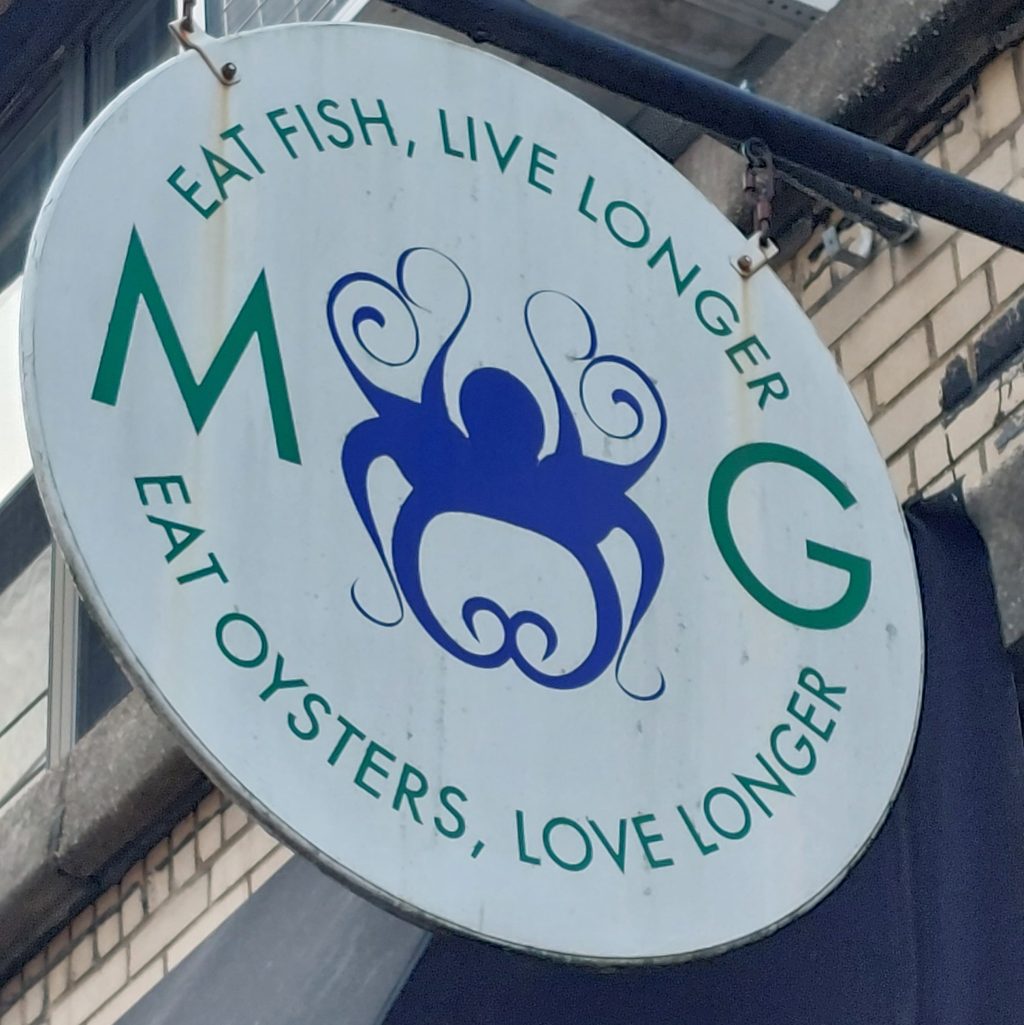 EAT FISH, LIVE LONGER
M G
EAT OYSTERS, LOVE LONGER